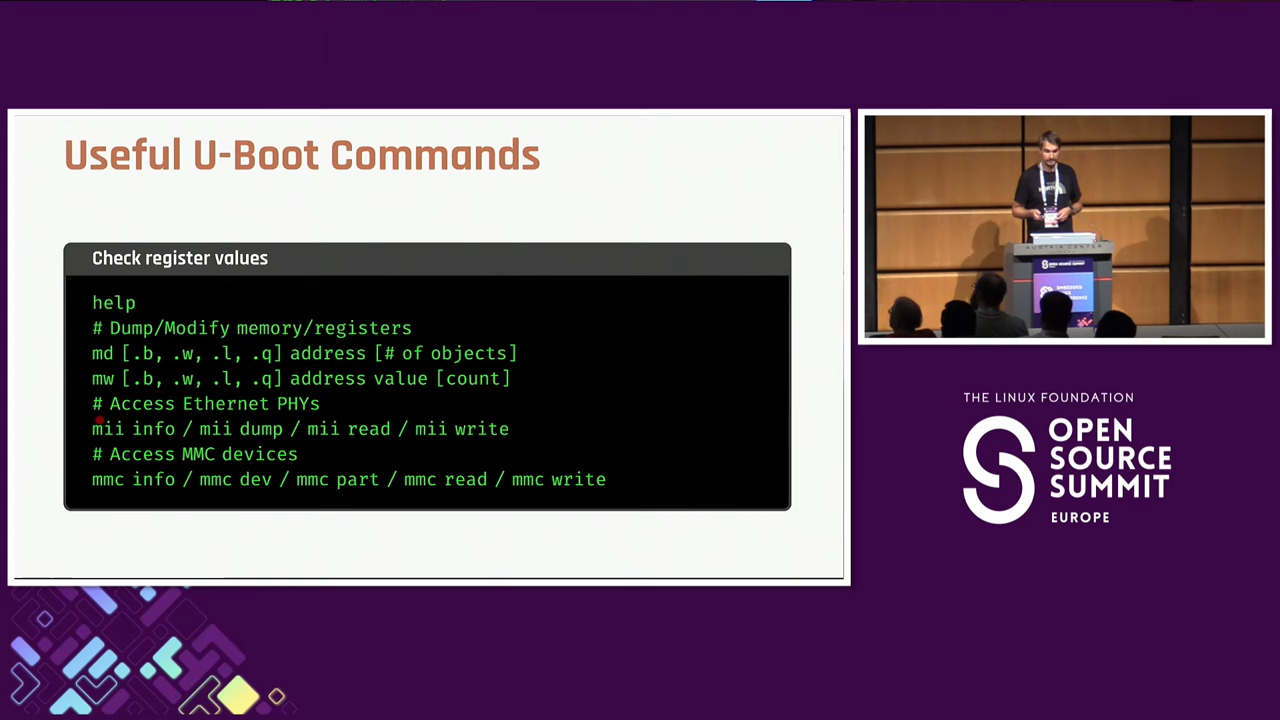 Useful U-Boot Commands
Check register values
help
# Dump/Modify memory/registers
md [.b, .w, .l, .q] address [# of objects]
mw [.b, .w, .l, .q] address value [count]
# Access Ethernet PHYs
mii info / mii dump / mii read / mii write
# Access MMC devices
mmc info / mmc dev / mmc part / mmc read / mmc write
AUSTRIA CENTER
THE LINUX FOUNDATION
OPEN
SOURCE
SUMMIT
EUROPE